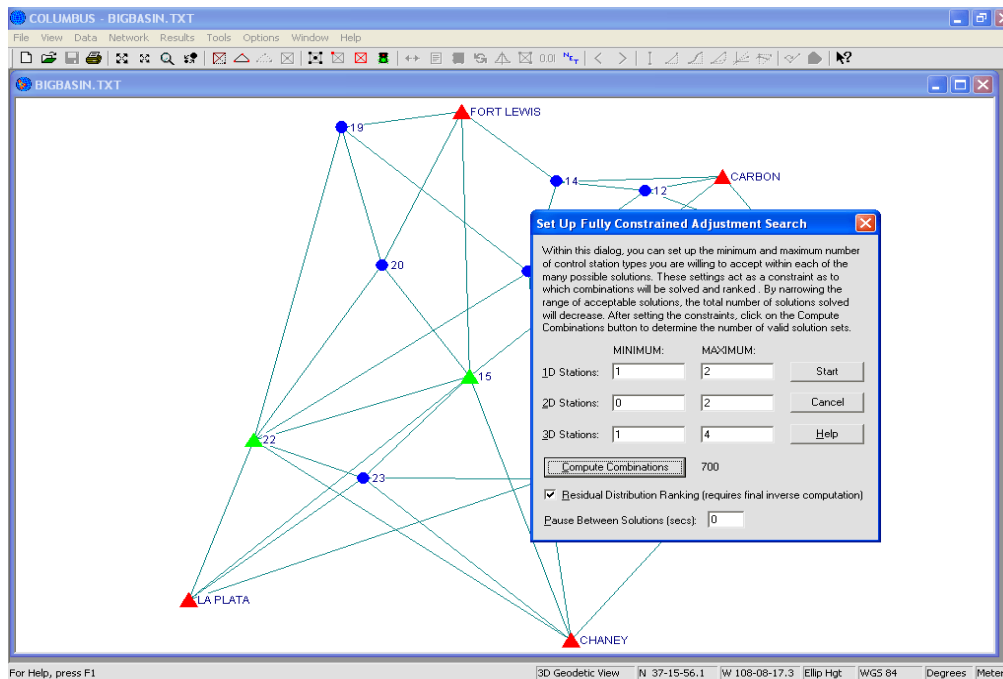 COLUMBUS - BIGBASIN.TXT
File View Data Network Results Tools Options Window Help
0.01 N E T
BIGBASIN.TXT
FORT LEWIS
19
14
CARBON
12
Set Up Fully Constrained Adjustment Search
Within this dialog, you can set up the minimum and maximum number
of control station types you are willing to accept within each of the
many possible solutions. These settings act as a constraint as to
which combinations will be solved and ranked . By narrowing the
range of acceptable solutions, the total number of solutions solved
will decrease. After setting the constraints, click on the Compute
Combinations button to determine the number of valid solution sets.
20
MINIMUM: MAXIMUM:
1D Stations: 1 2 Start
15
2D Stations: 0 2 Cancel
3D Stations: 1 4 Help
22
Compute Combinations 700
23
Residual Distribution Ranking (requires final inverse computation)
Pause Between Solutions (secs): 0
LA PLATA
CHANEY
For Help, press F1 3D Geodetic View N 37-15-56.1 W 108-08-17.3 Ellip Hgt WGS 84 Degrees Meter